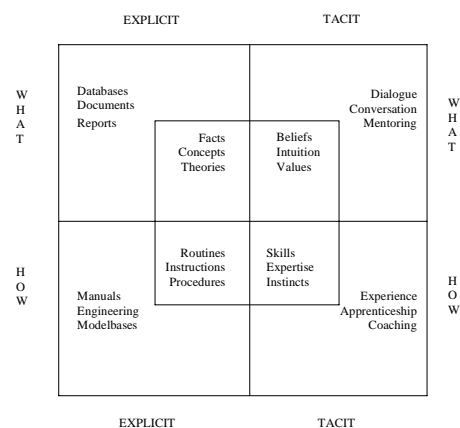 EXPLICIT
TACIT
W
H
A
T
Databases
Documents
Reports
Dialogue
Conversation
Mentoring
W
H
A
T
Facts
Concepts
Theories
Beliefs
Intuition
Values
H
O
W
Routines
Instructions
Procedures
Skills
Expertise
Instincts
H
O
W
Manuals
Engineering
Modelbases
Experience
Apprenticeship
Coaching
EXPLICIT
TACIT